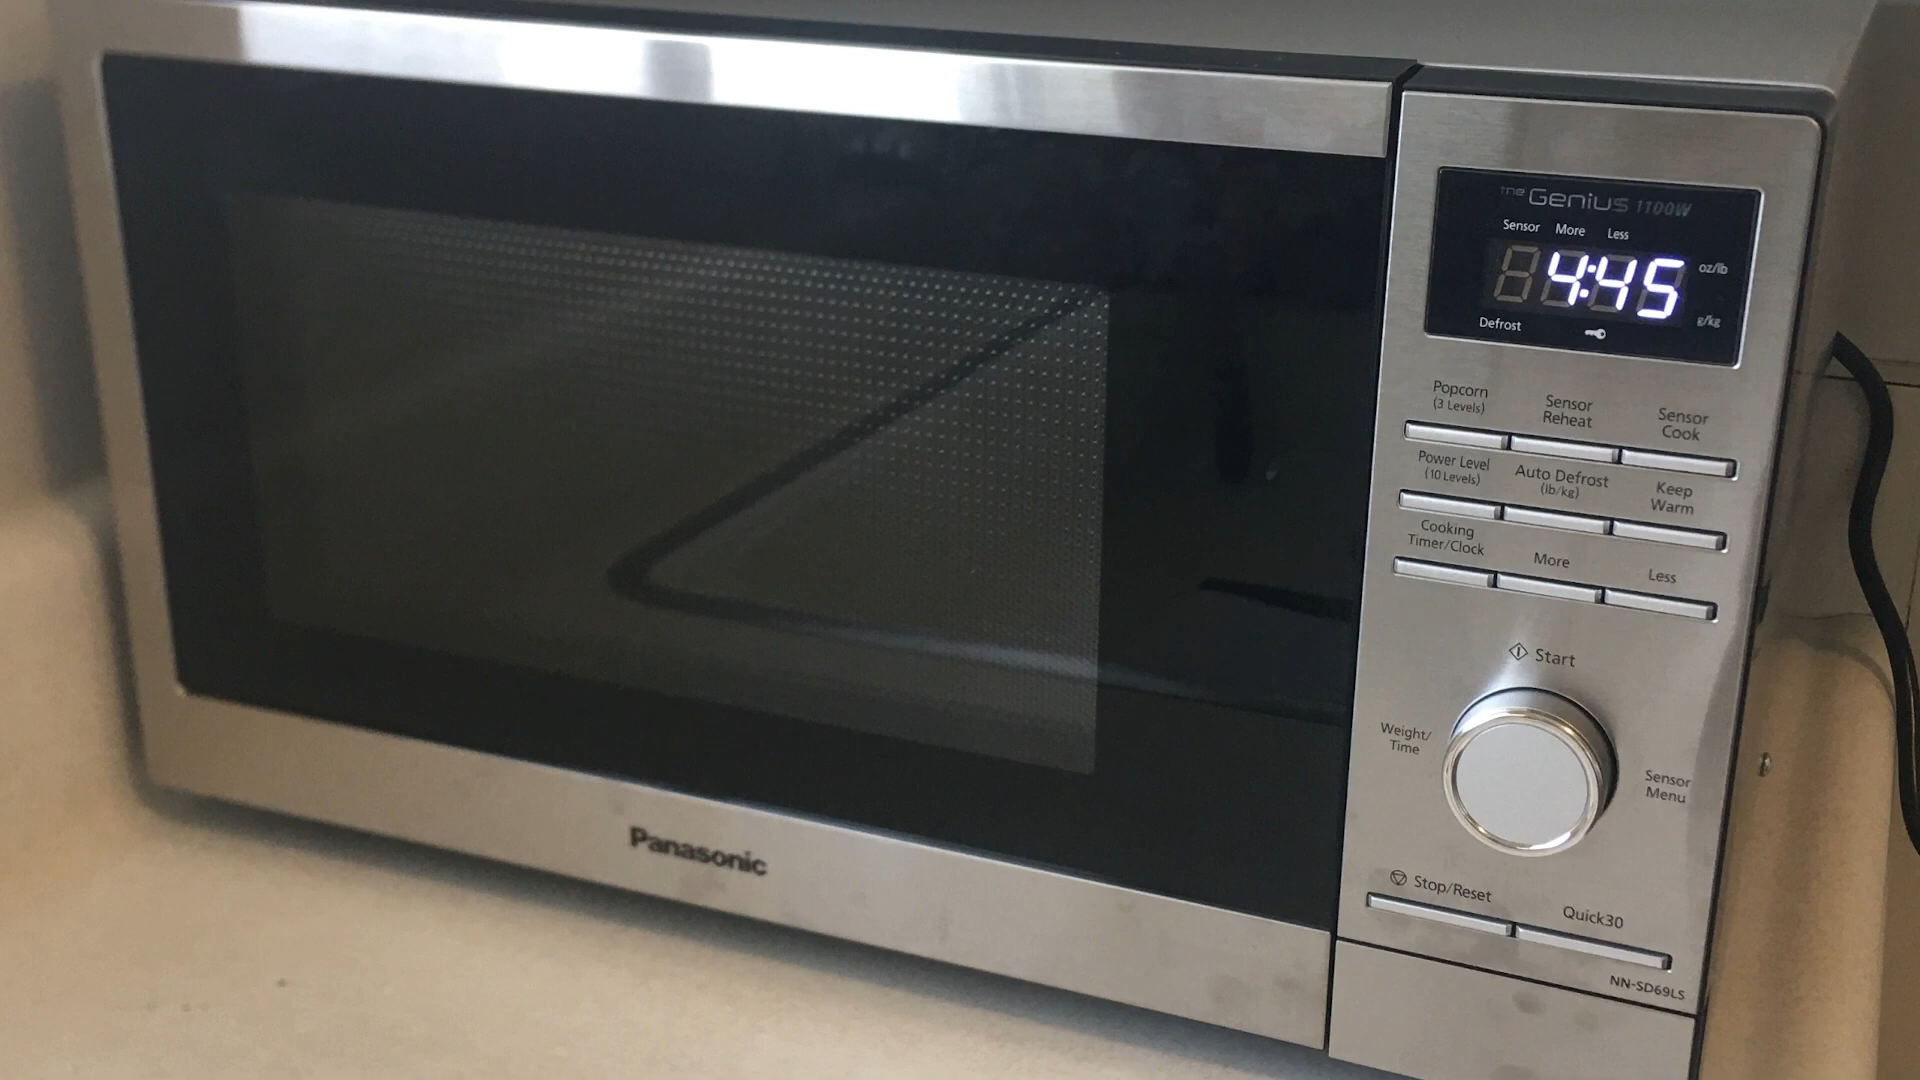 the Genius 1100W
Sensor More Less
4:45
oz/lb
g/kg
Defrost
Popcorn
(3 Levels)
Sensor
Reheat
Sensor
Cook
Power Level
(10 Levels)
Auto Defrost
(lb/kg)
Keep
Warm
Cooking
Timer/Clock
More
Less
Start
Weight/
Time
Sensor
Menu
Stop/Reset
Quick30
NN-SD69LS
Panasonic